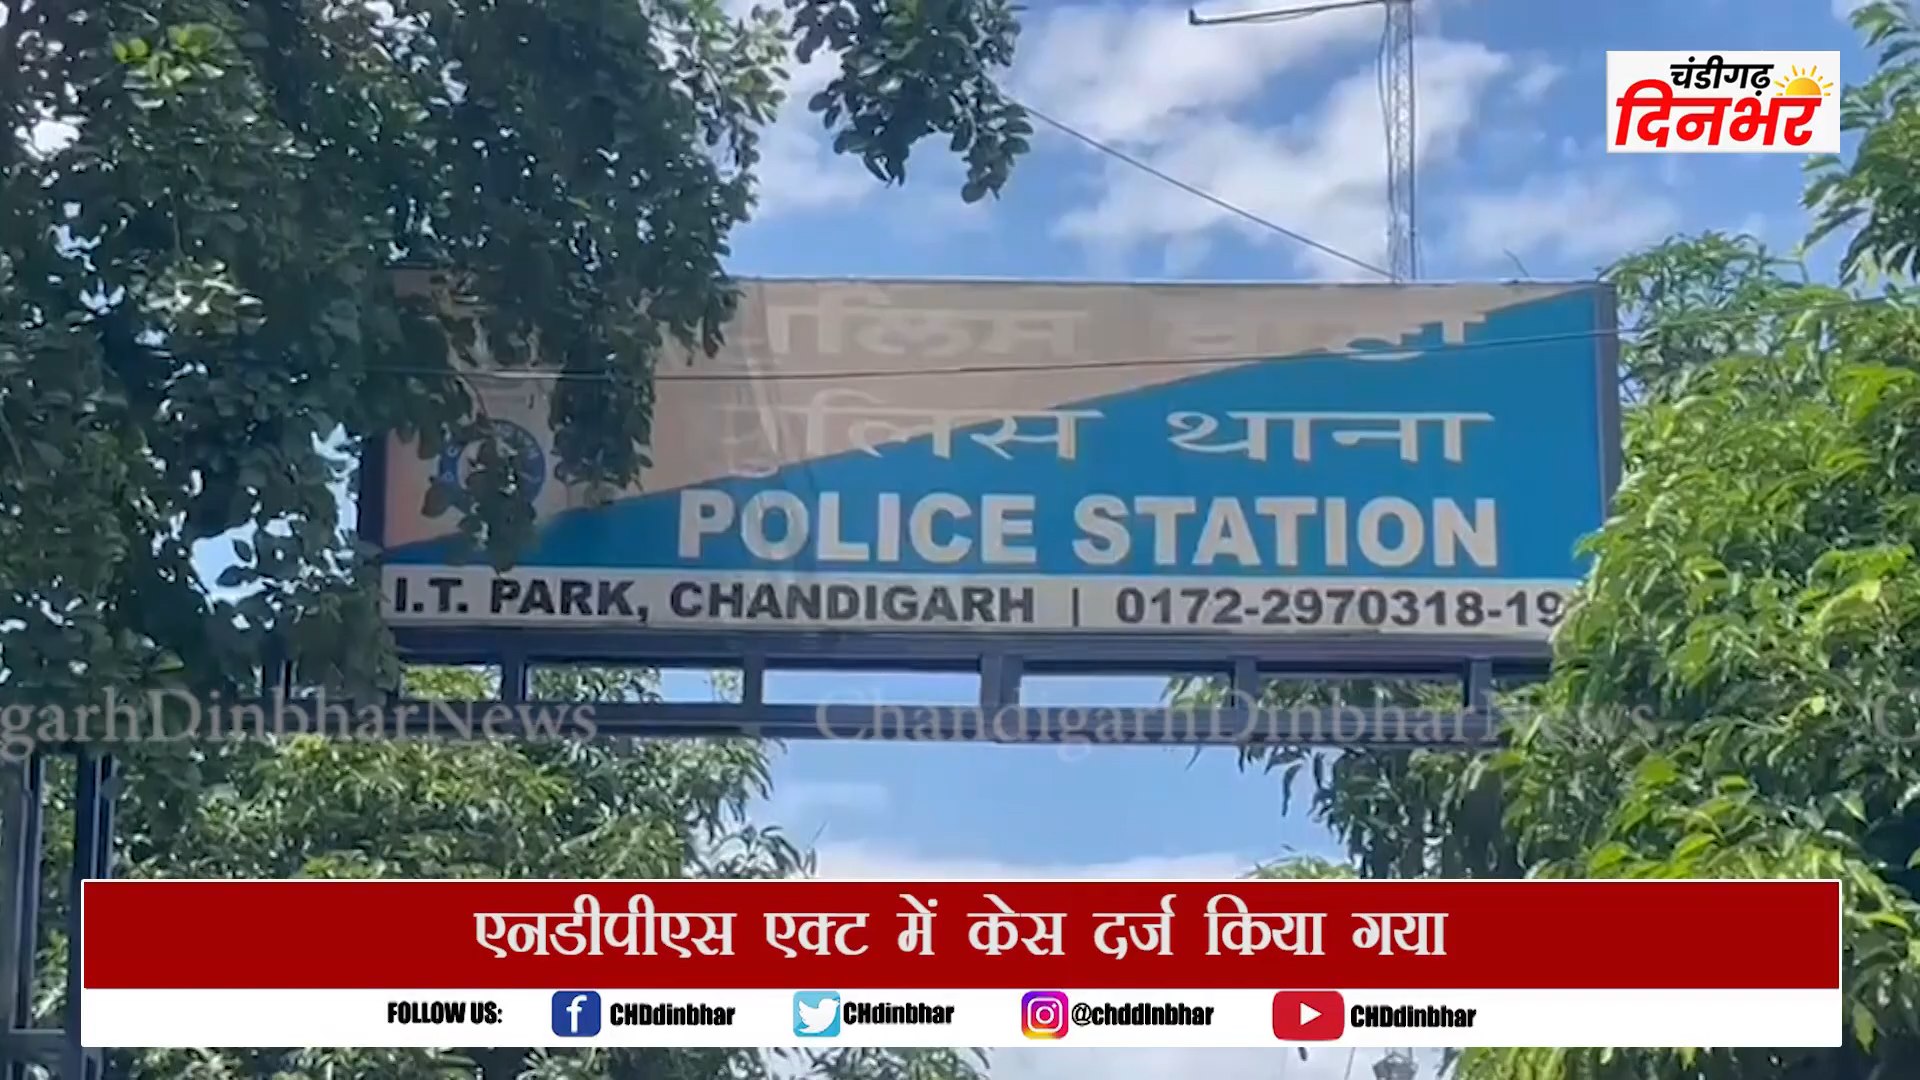 चंडीगढ़
दिनभर
पुलिस थाना
POLICE STATION
I.T. PARK, CHANDIGARH | 0172-2970318-19
garhDinbharNews ChandigarhDinbharNews C
एनडीपीएस एक्ट में केस दर्ज किया गया
FOLLOW US: CHDdinbhar CHdinbhar @chddInbhar CHDdinbhar